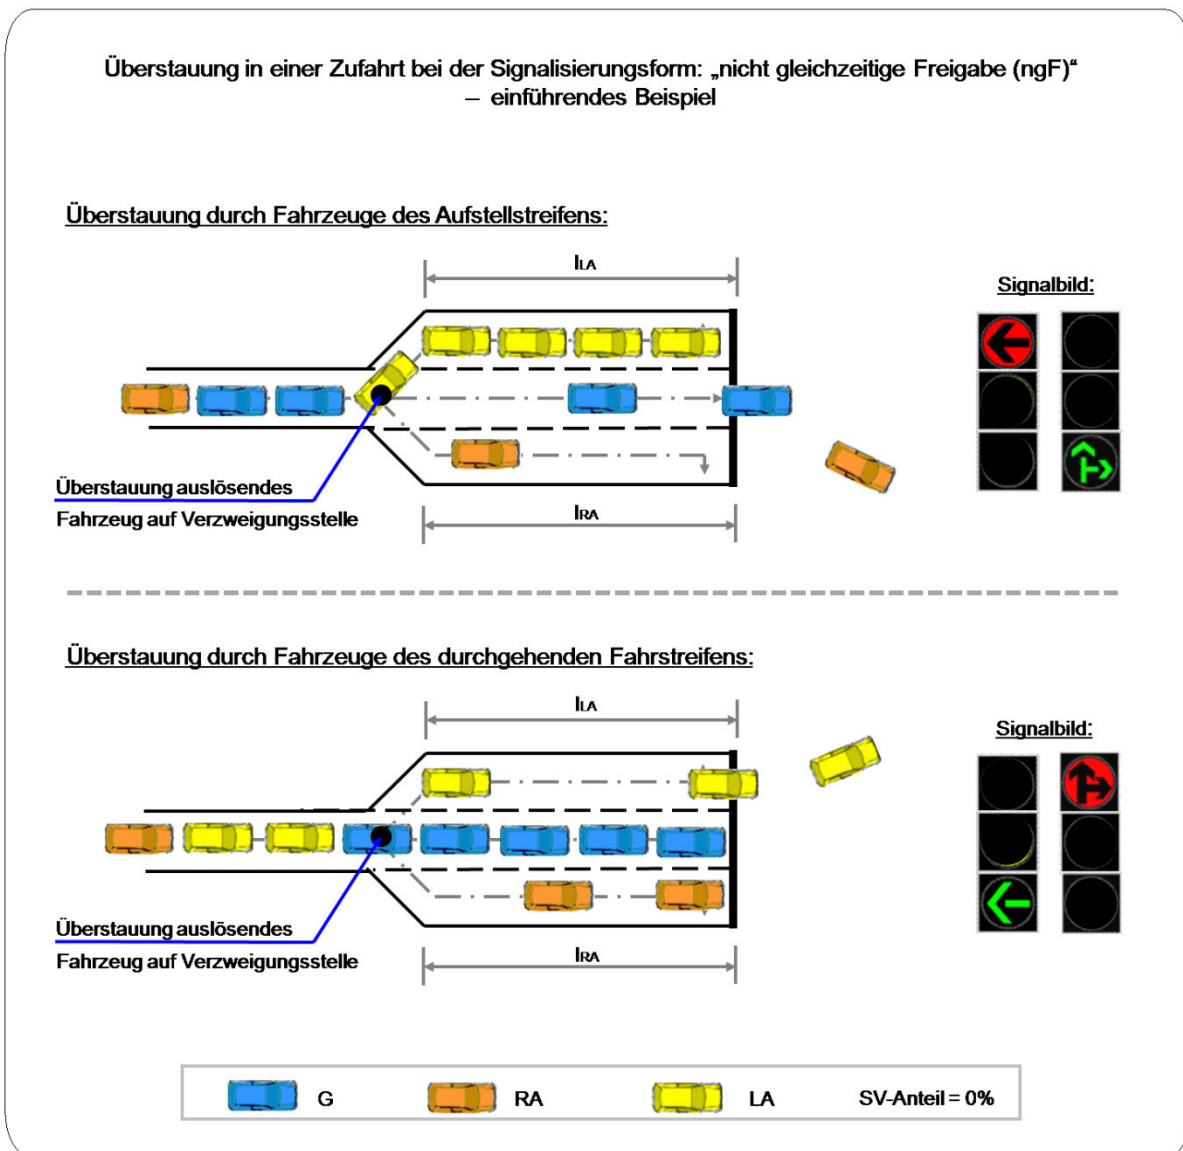 Überstauung in einer Zufahrt bei der Signalisierungsform: „nicht gleichzeitige Freigabe (ngF)“
– einführendes Beispiel
Überstauung durch Fahrzeuge des Aufstellstreifens:
lLA
Signalbild:
Überstauung auslösendes
Fahrzeug auf Verzweigungsstelle
lRA
Überstauung durch Fahrzeuge des durchgehenden Fahrstreifens:
lLA
Signalbild:
Überstauung auslösendes
Fahrzeug auf Verzweigungsstelle
lRA
G RA LA SV-Anteil = 0%